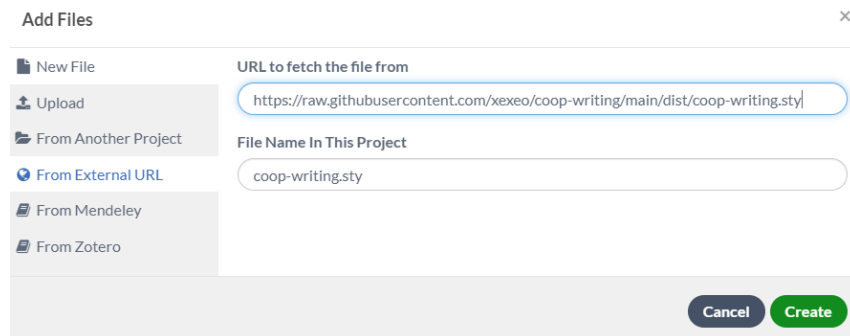 Add Files
×
New File
Upload
From Another Project
From External URL
From Mendeley
From Zotero
URL to fetch the file from
https://raw.githubusercontent.com/xexeo/coop-writing/main/dist/coop-writing.sty
File Name In This Project
coop-writing.sty
Cancel
Create